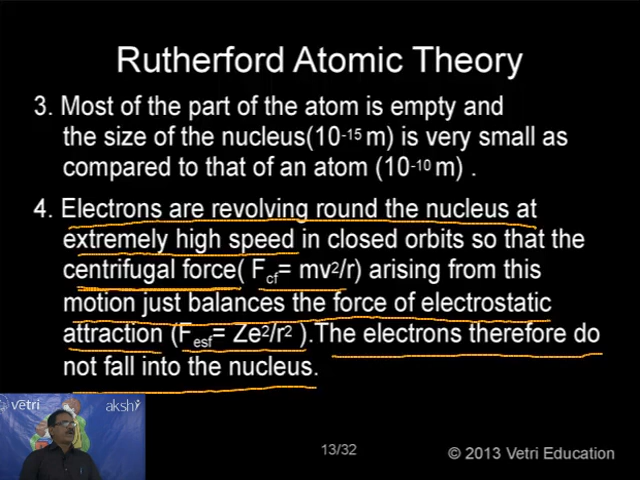 Rutherford Atomic Theory
3. Most of the part of the atom is empty and
the size of the nucleus(10⁻¹⁵ m) is very small as
compared to that of an atom (10⁻¹⁰ m) .
4. Electrons are revolving round the nucleus at
extremely high speed in closed orbits so that the
centrifugal force( Fcf= mv²/r) arising from this
motion just balances the force of electrostatic
attraction (Fesf= Ze²/r² ).The electrons therefore do
not fall into the nucleus.
vetri akshy
13/32
© 2013 Vetri Education